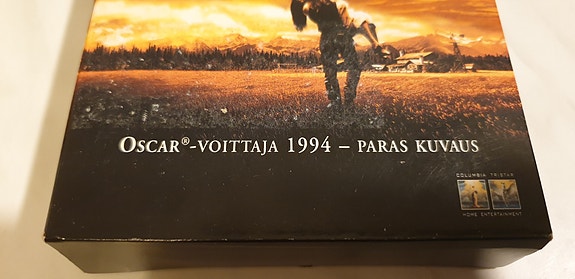 OSCAR®-VOITTAJA 1994 – PARAS KUVAUS
COLUMBIA TRISTAR
HOME ENTERTAINMENT